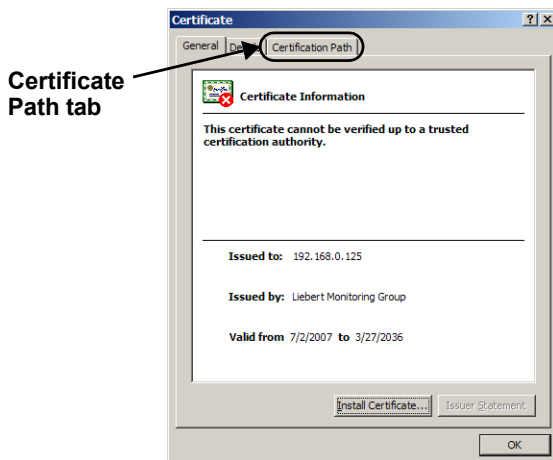 Certificate
General Certification Path
Certificate
Path tab
Certificate Information
This certificate cannot be verified up to a trusted
certification authority.
Issued to: 192.168.0.125
Issued by: Liebert Monitoring Group
Valid from 7/2/2007 to 3/27/2036
Install Certificate... Issuer Statement
OK